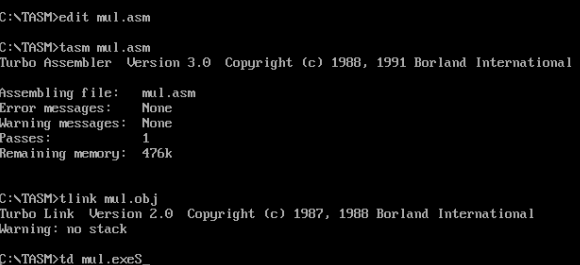 C:\TASM>edit mul.asm
C:\TASM>tasm mul.asm
Turbo Assembler  Version 3.0  Copyright (c) 1988, 1991 Borland International
Assembling file:   mul.asm
Error messages:    None
Warning messages:  None
Passes:            1
Remaining memory:  476k
C:\TASM>tlink mul.obj
Turbo Link  Version 2.0  Copyright (c) 1987, 1988 Borland International
Warning: no stack
C:\TASM>td mul.exeS_